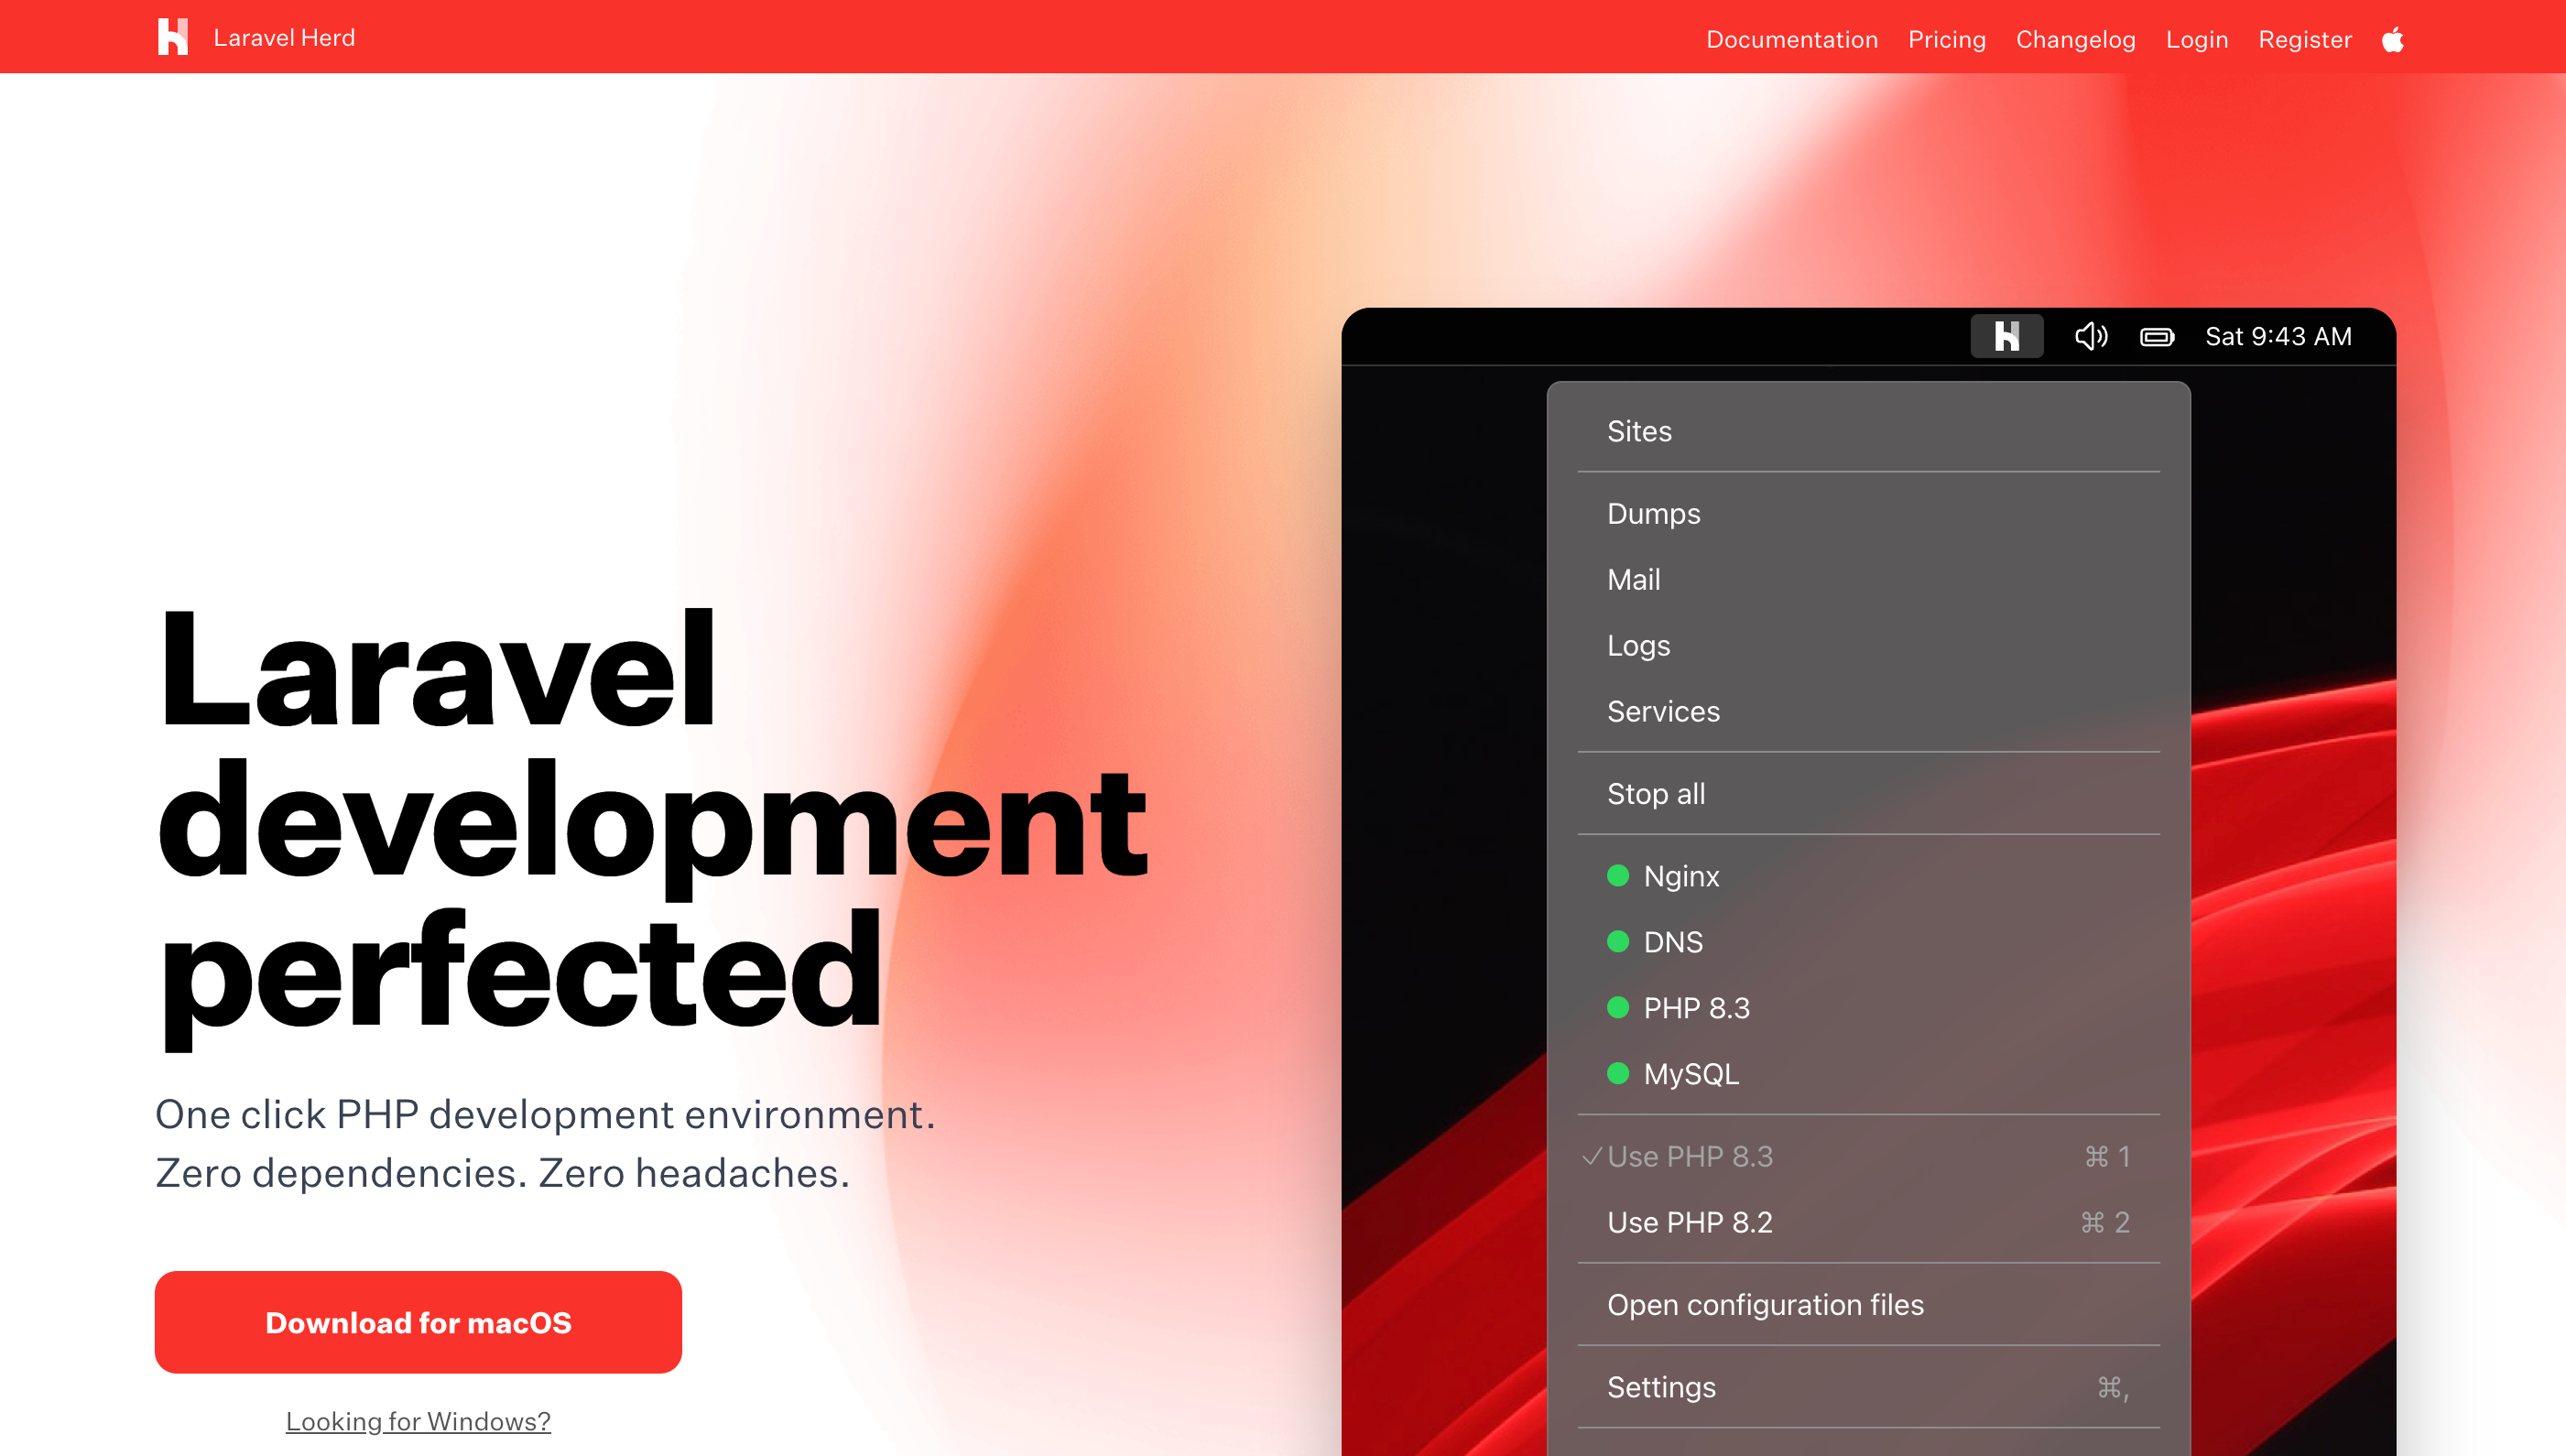 Laravel Herd
Documentation Pricing Changelog Login Register
Laravel
development
perfected
One click PHP development environment.
Zero dependencies. Zero headaches.
Download for macOS
Looking for Windows?
Sat 9:43 AM
Sites
Dumps
Mail
Logs
Services
Stop all
Nginx
DNS
PHP 8.3
MySQL
✓ Use PHP 8.3 ⌘ 1
Use PHP 8.2 ⌘ 2
Open configuration files
Settings ⌘,